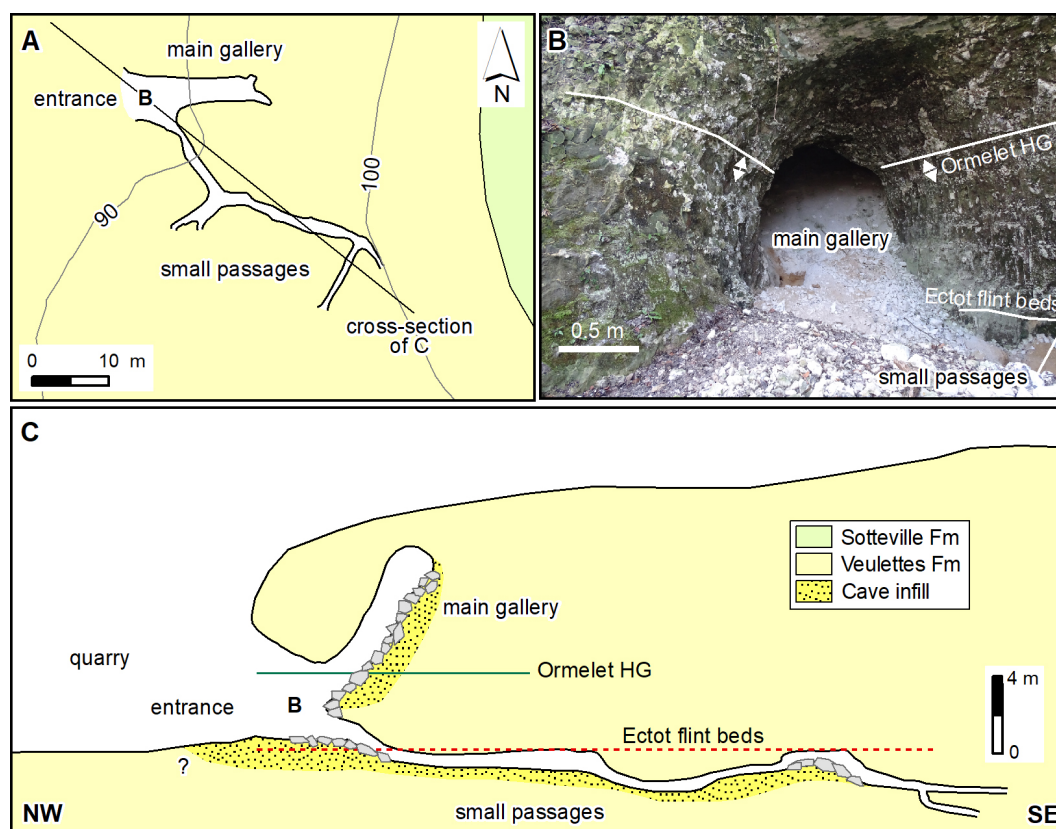 A
main gallery
N
entrance
B
90
100
small passages
cross-section
of C
0 10 m
B
Ormelet HG
main gallery
Ectot flint beds
0.5 m
small passages
C
Sotteville Fm
Veulettes Fm
Cave infill
main gallery
quarry
Ormelet HG
entrance
B
4 m
0
Ectot flint beds
?
small passages
NW
SE